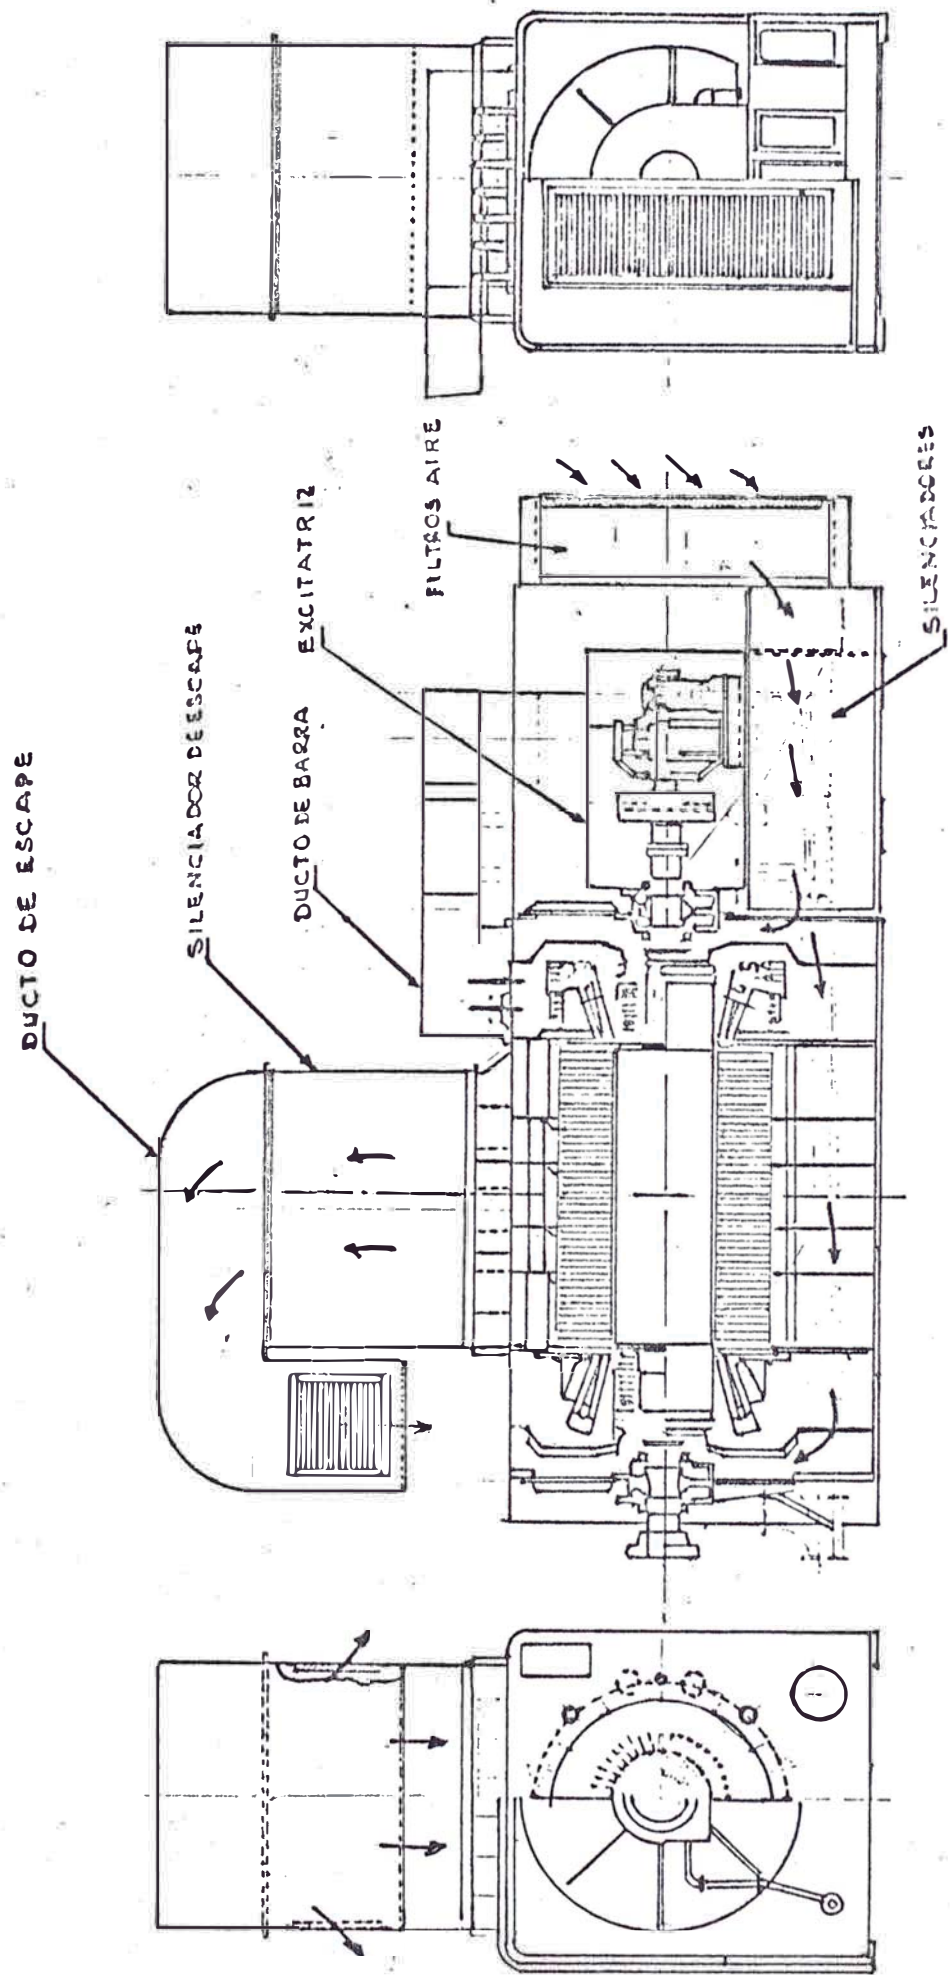 DUCTO DE ESCAPE
SILENCIADOR DE ESCAPE
DUCTO DE BARRA
EXCITATRIZ
FILTROS AIRE
SILENCIADORES